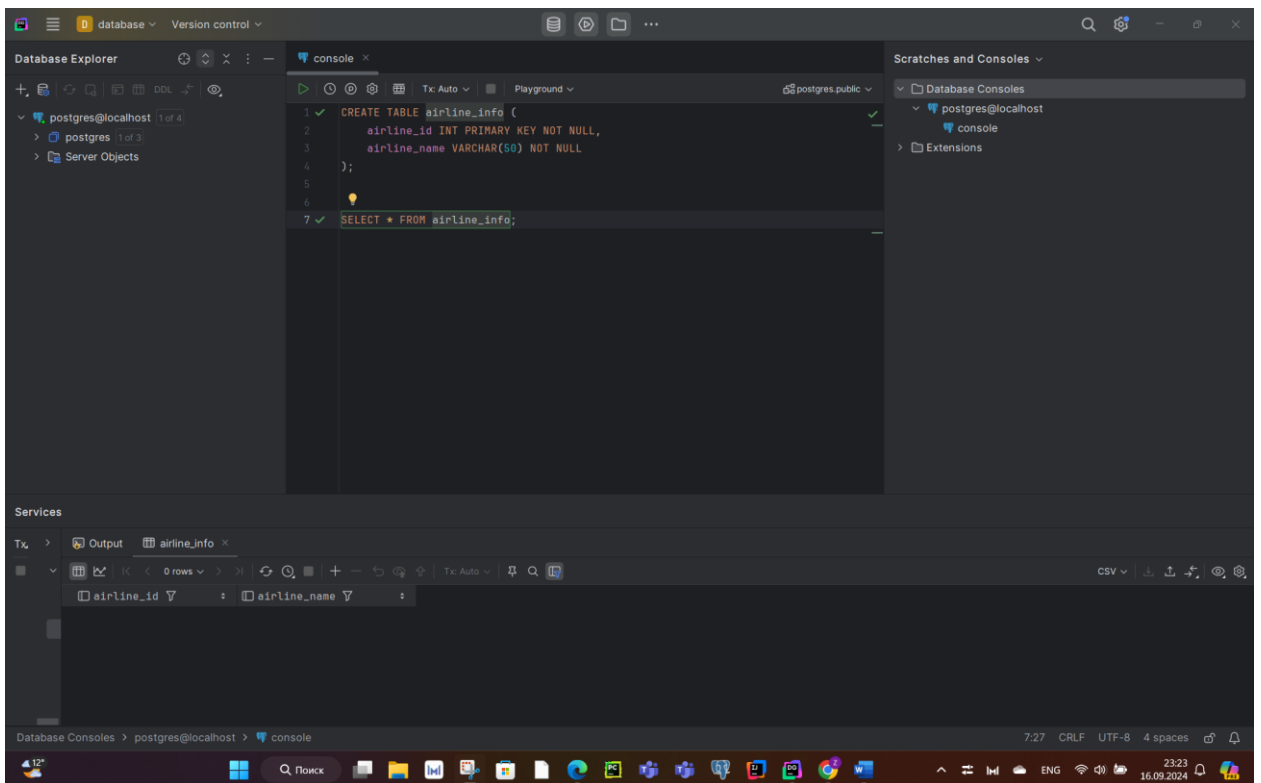 D database Version control
Database Explorer
DDL
postgres@localhost 1 of 4
postgres 1 of 3
Server Objects
console
Tx: Auto Playground postgres.public
1 CREATE TABLE airline_info (
2 airline_id INT PRIMARY KEY NOT NULL,
3 airline_name VARCHAR(50) NOT NULL
4 );
5
6
7 SELECT * FROM airline_info;
Scratches and Consoles
Database Consoles
postgres@localhost
console
Extensions
Services
Tx Output airline_info
0 rows Tx: Auto CSV
airline_id airline_name
Database Consoles > postgres@localhost > console 7:27 CRLF UTF-8 4 spaces
12° Поиск ENG 23:23
16.09.2024